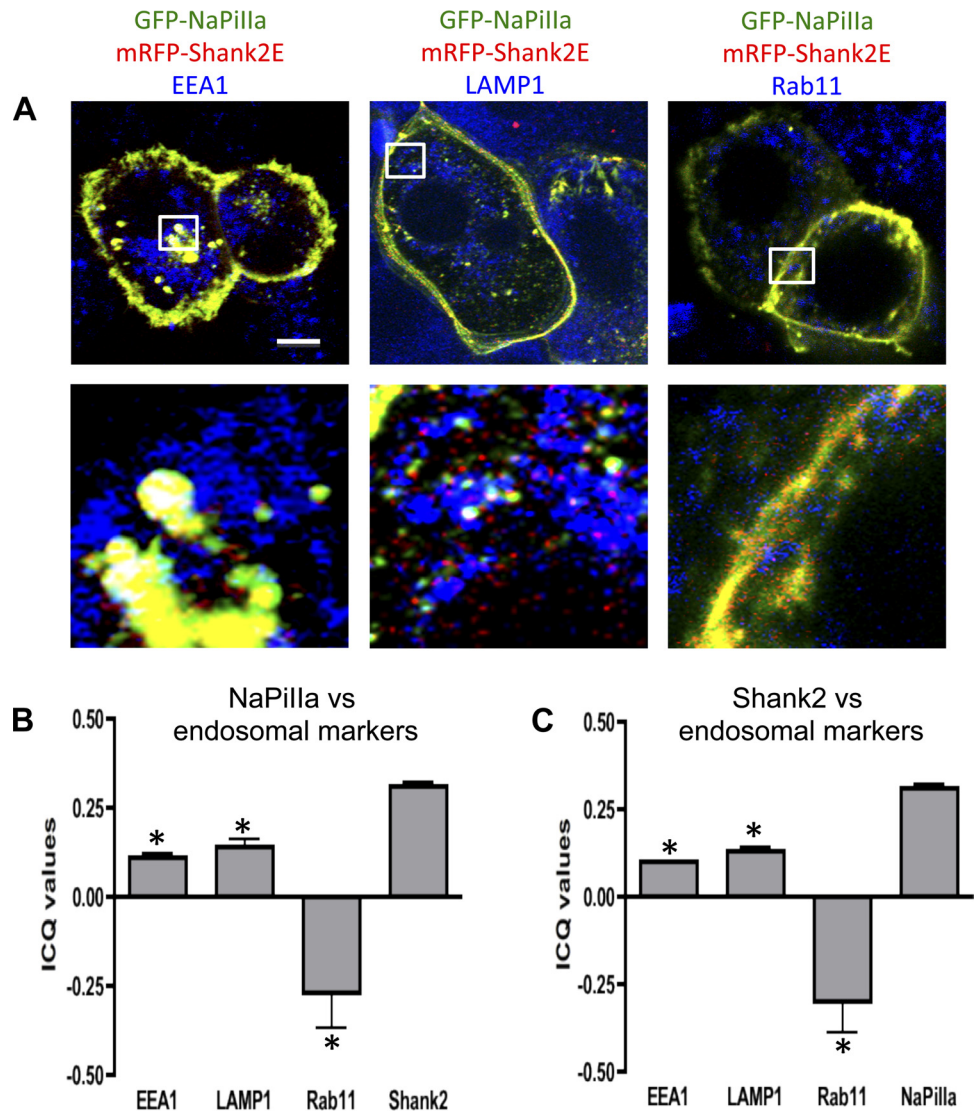 GFP-NaPiIIa
mRFP-Shank2E
EEA1
GFP-NaPiIIa
mRFP-Shank2E
LAMP1
GFP-NaPiIIa
mRFP-Shank2E
Rab11
A
B
NaPiIIa vs
endosomal markers
ICQ values
0.50
0.25
0.00
-0.25
-0.50
* * *
EEA1 LAMP1 Rab11 Shank2
C
Shank2 vs
endosomal markers
ICQ values
0.50
0.25
0.00
-0.25
-0.50
* * *
EEA1 LAMP1 Rab11 NaPiIIa